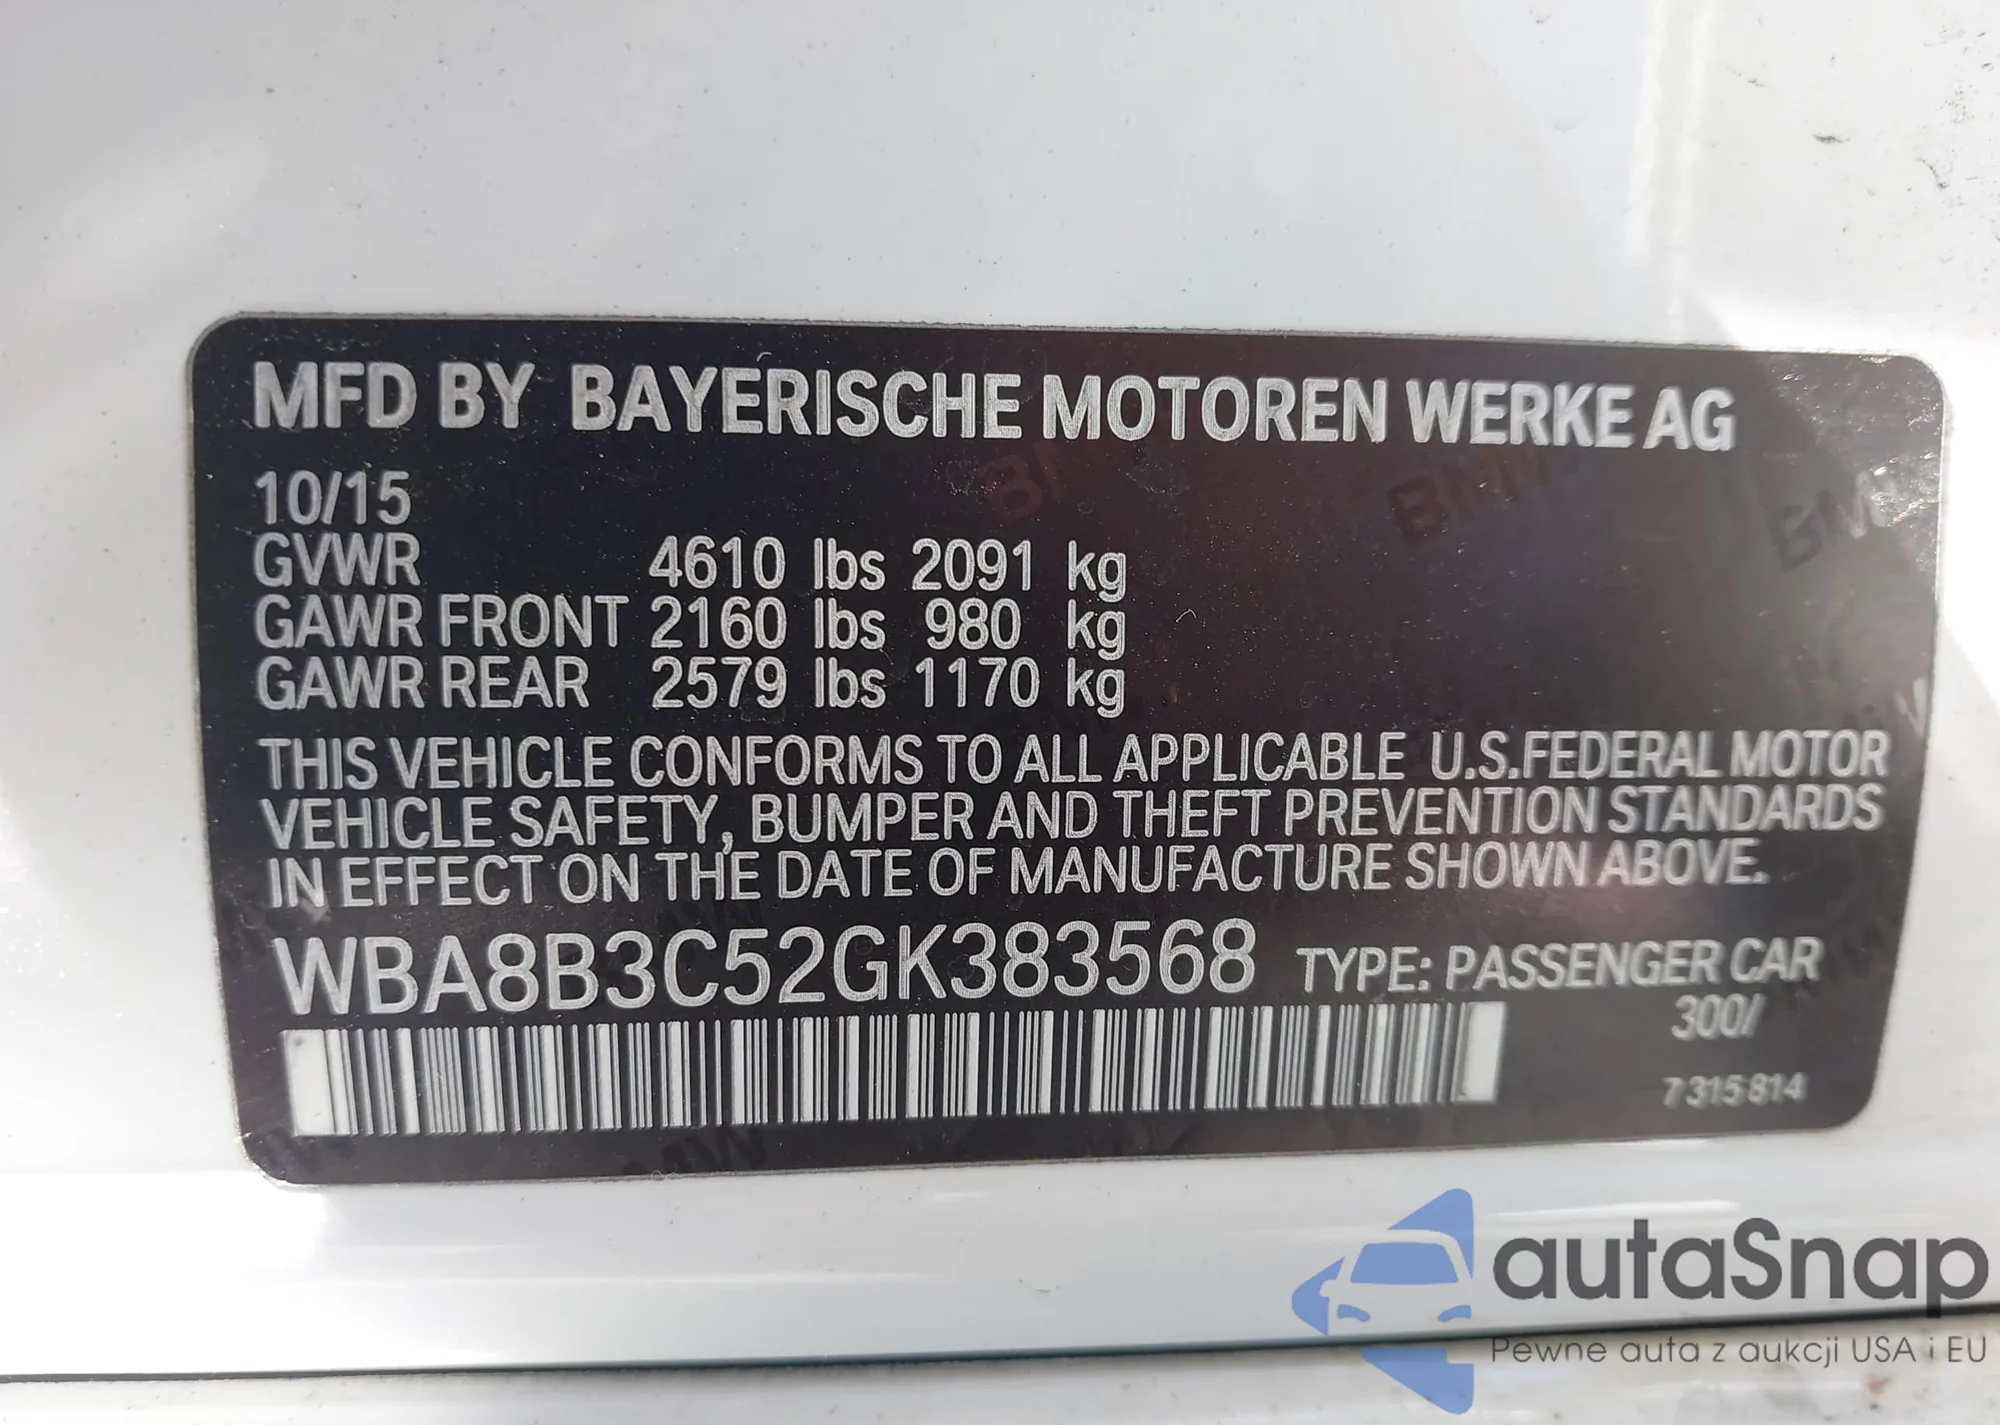 MFD BY BAYERISCHE MOTOREN WERKE AG
10/15
GVWR 4610 lbs 2091 kg
GAWR FRONT 2160 lbs 980 kg
GAWR REAR 2579 lbs 1170 kg
THIS VEHICLE CONFORMS TO ALL APPLICABLE U.S.FEDERAL MOTOR
VEHICLE SAFETY, BUMPER AND THEFT PREVENTION STANDARDS
IN EFFECT ON THE DATE OF MANUFACTURE SHOWN ABOVE.
WBA8B3C52GK383568 TYPE: PASSENGER CAR
300/
7315814
autaSnap
Pewne auta z aukcji USA i EU